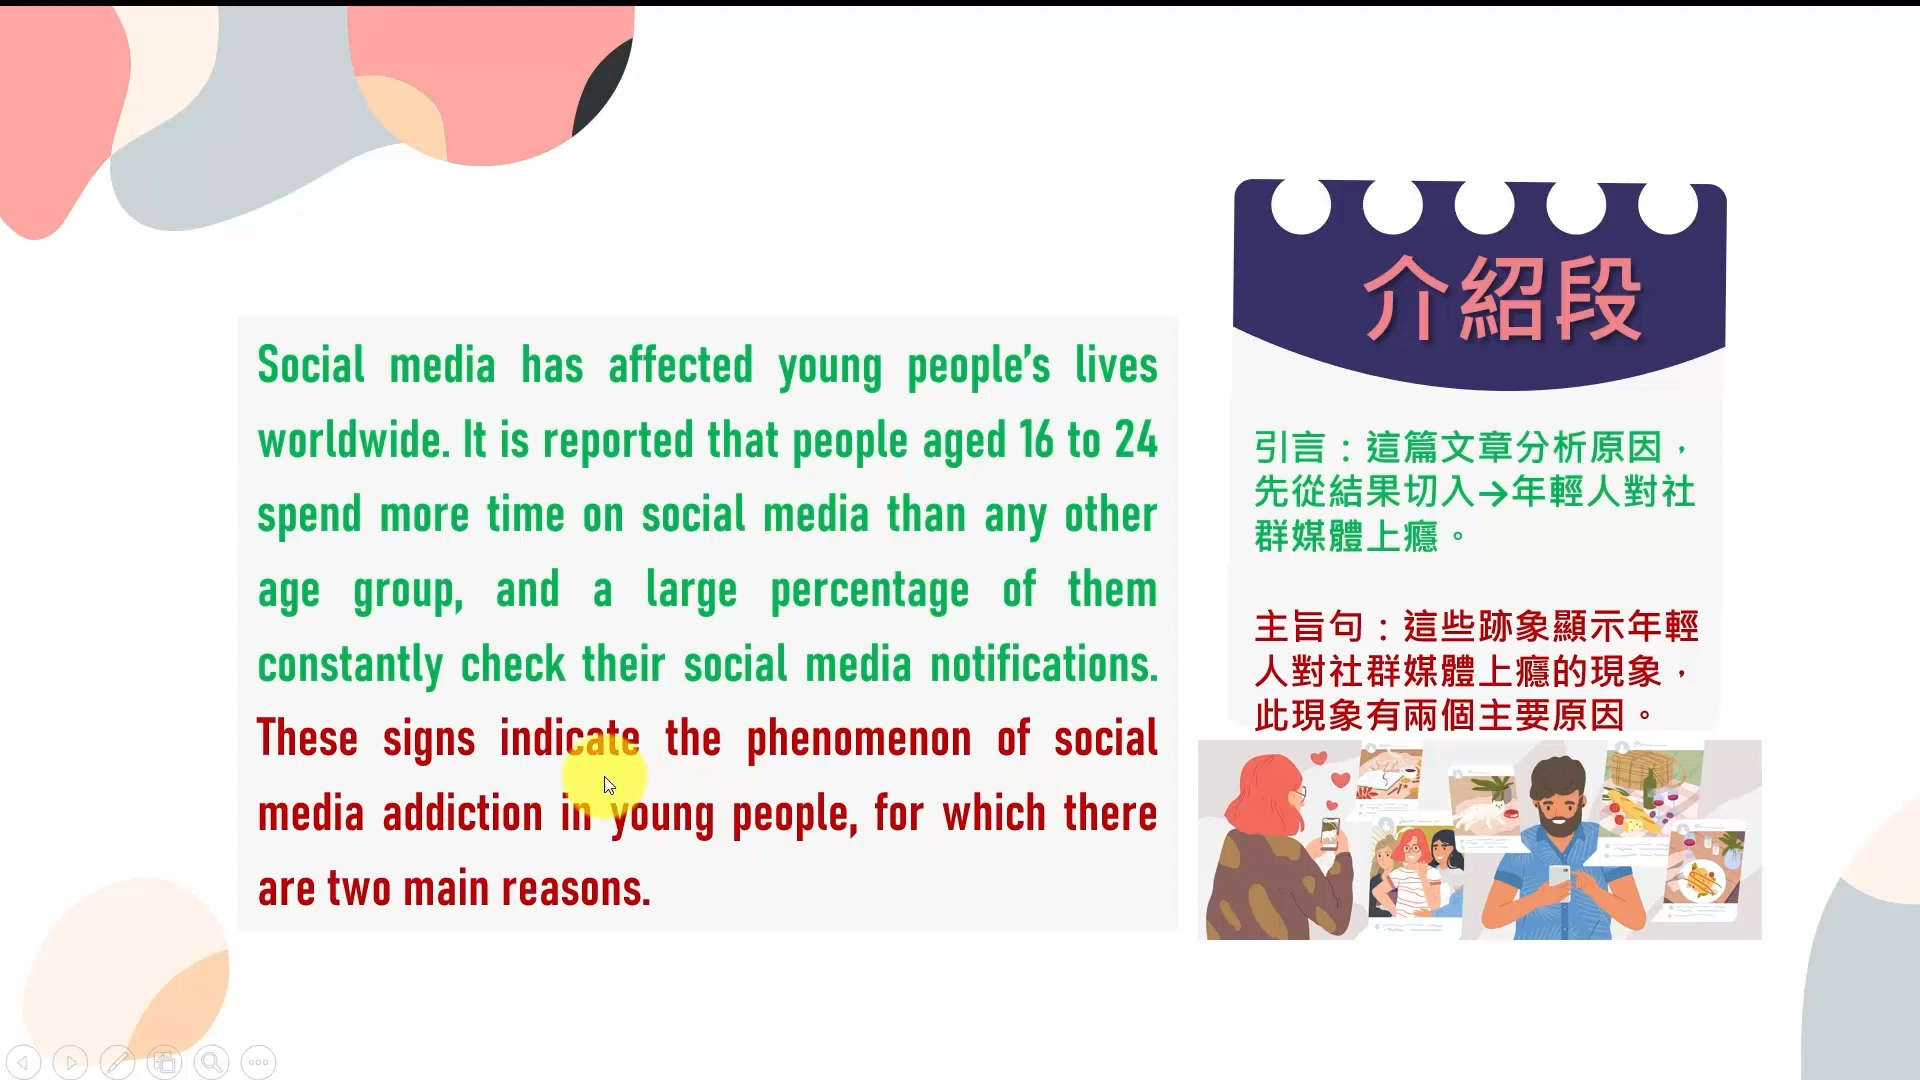 Social media has affected young people’s lives
worldwide. It is reported that people aged 16 to 24
spend more time on social media than any other
age group, and a large percentage of them
constantly check their social media notifications.
These signs indicate the phenomenon of social
media addiction in young people, for which there
are two main reasons.
介紹段
引言：這篇文章分析原因，
先從結果切入→年輕人對社
群媒體上癮。
主旨句：這些跡象顯示年輕
人對社群媒體上癮的現象，
此現象有兩個主要原因。